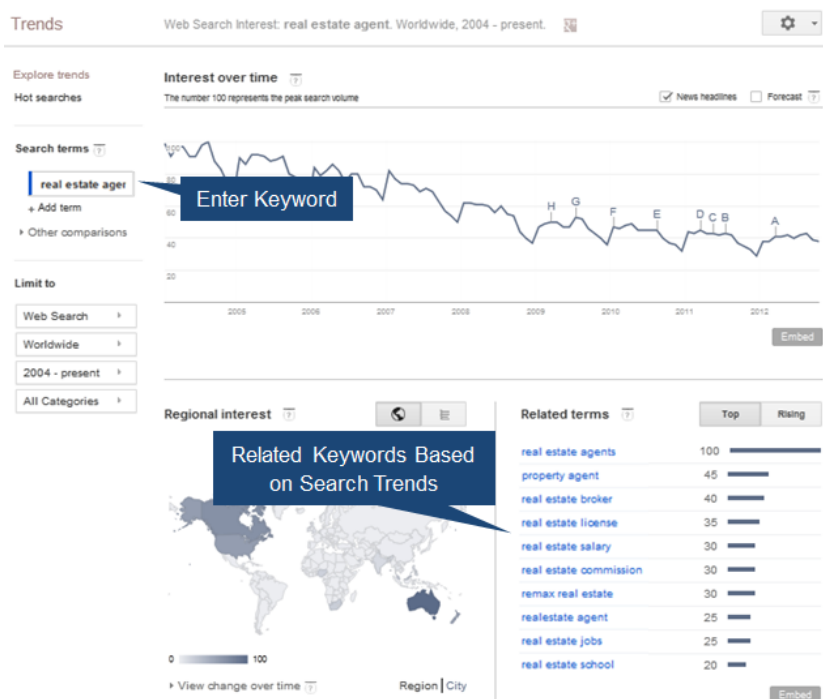 Trends
Web Search Interest: real estate agent. Worldwide, 2004 - present.
Explore trends
Hot searches
Search terms ?
real estate ager
+ Add term
Other comparisons
Limit to
Web Search
Worldwide
2004 - present
All Categories
Interest over time ?
The number 100 represents the peak search volume
News headlines
Forecast ?
100
80
60
40
20
Enter Keyword
H G F E D C B A
2005 2006 2007 2008 2009 2010 2011 2012
Embed
Regional interest ?
Related Keywords Based
on Search Trends
0 100
View change over time ?
Region City
Related terms ?
Top Rising
real estate agents 100
property agent 45
real estate broker 40
real estate license 35
real estate salary 30
real estate commission 30
remax real estate 30
realestate agent 25
real estate jobs 25
real estate school 20
Embed